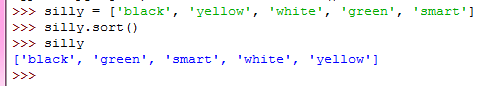 >>> silly = ['black', 'yellow', 'white', 'green', 'smart']
>>> silly.sort()
>>> silly
['black', 'green', 'smart', 'white', 'yellow']
>>>